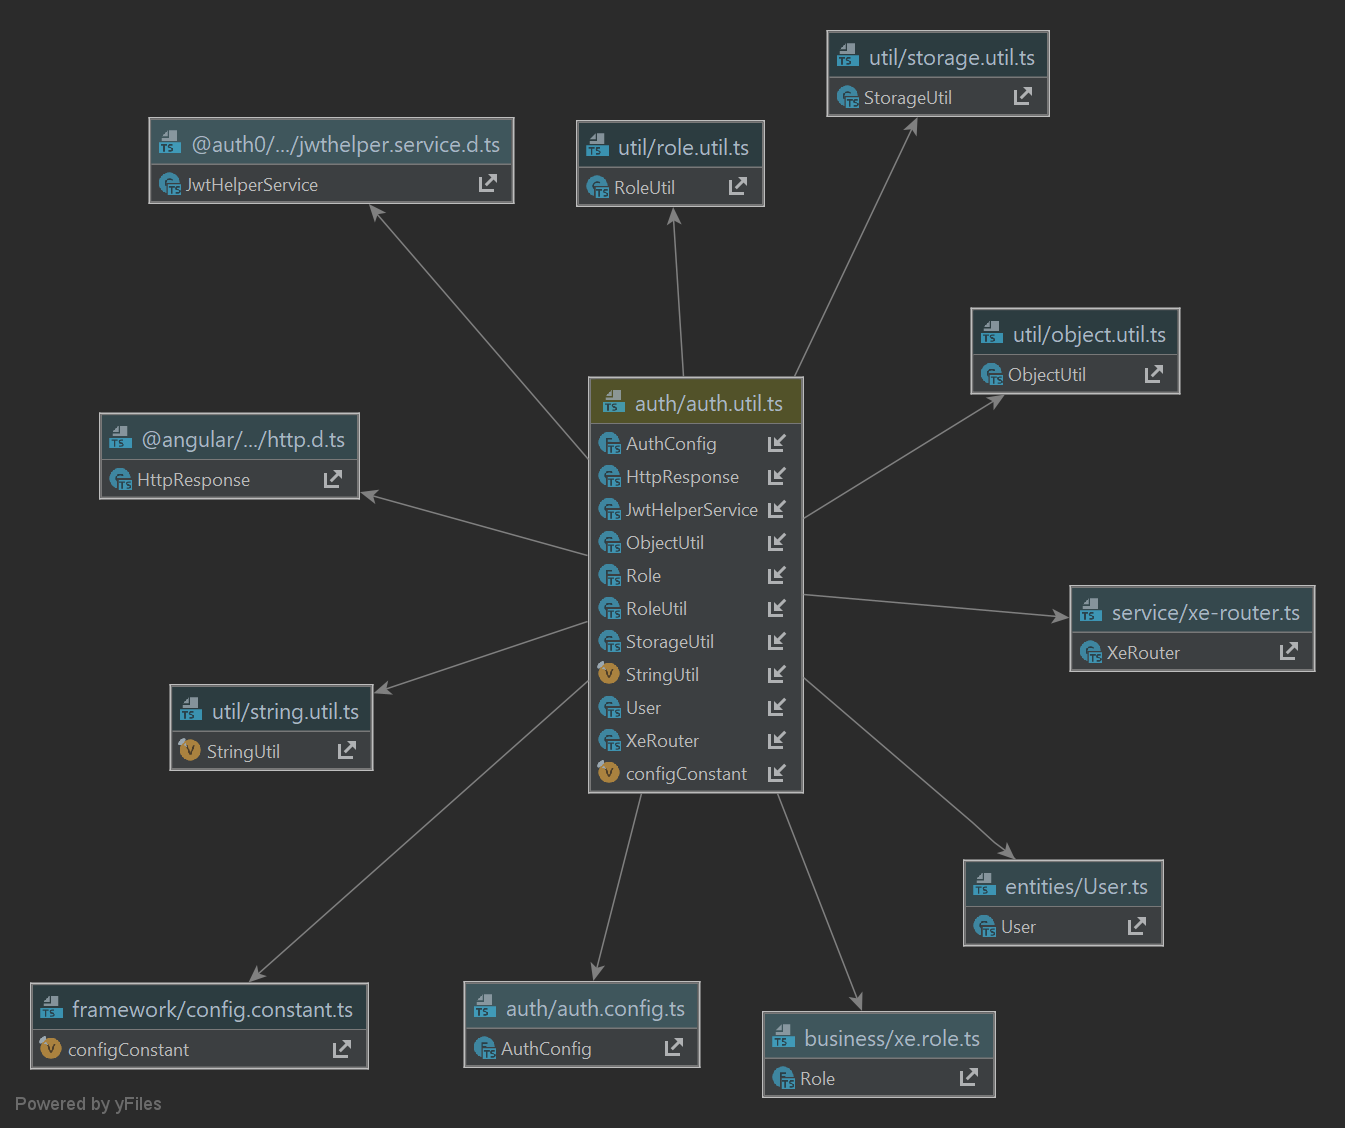 util/storage.util.ts
StorageUtil
@auth0/.../jwthelper.service.d.ts
JwtHelperService
util/role.util.ts
RoleUtil
util/object.util.ts
ObjectUtil
auth/auth.util.ts
AuthConfig
HttpResponse
JwtHelperService
ObjectUtil
Role
RoleUtil
StorageUtil
StringUtil
User
XeRouter
configConstant
@angular/.../http.d.ts
HttpResponse
service/xe-router.ts
XeRouter
util/string.util.ts
StringUtil
entities/User.ts
User
framework/config.constant.ts
configConstant
auth/auth.config.ts
AuthConfig
business/xe.role.ts
Role
Powered by yFiles